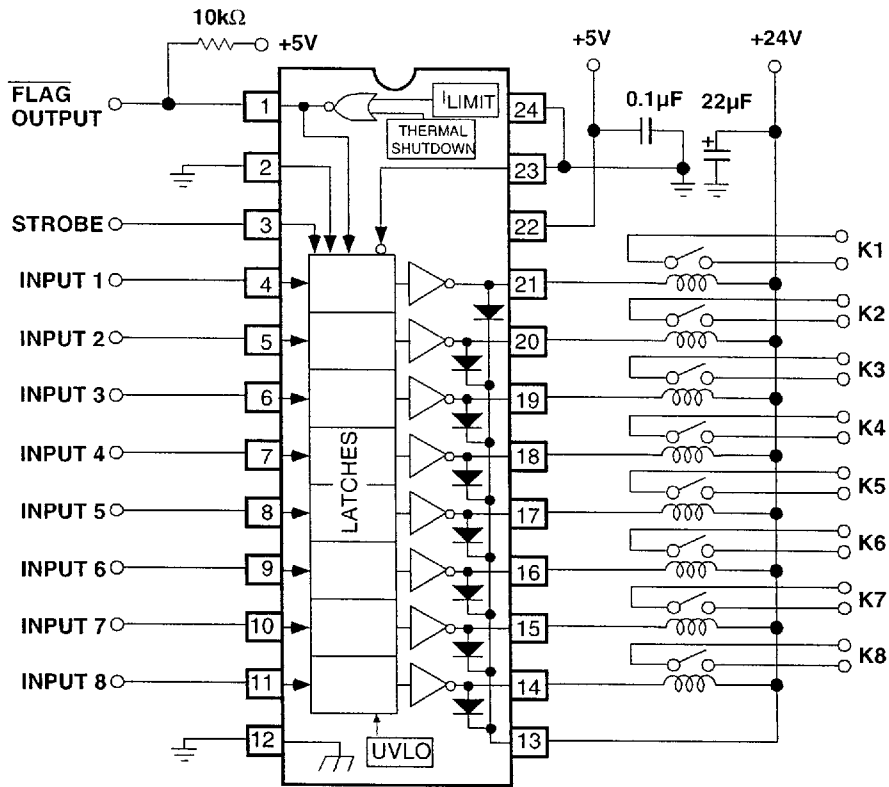 10kΩ
+5V
+5V
+24V
FLAG
OUTPUT
1
ILIMIT
THERMAL
SHUTDOWN
24
0.1µF
22µF
+
2
23
STROBE
3
22
K1
INPUT 1
4
21
K2
INPUT 2
5
20
K3
INPUT 3
6
19
K4
INPUT 4
7
18
LATCHES
K5
INPUT 5
8
17
K6
INPUT 6
9
16
K7
INPUT 7
10
15
K8
INPUT 8
11
14
12
UVLO
13